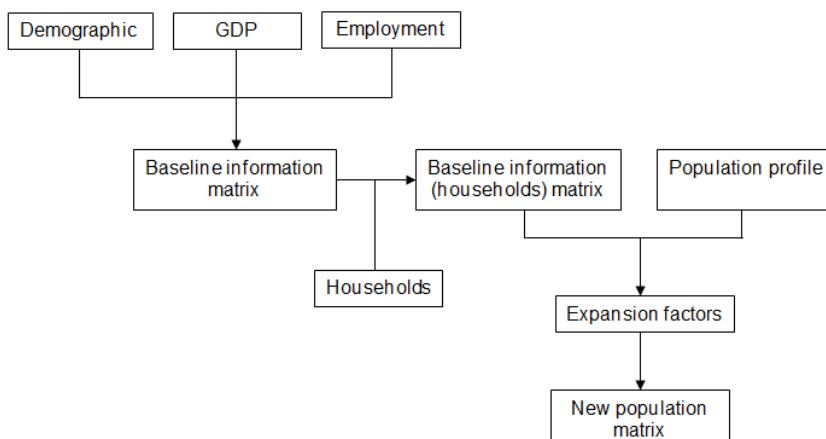 Demographic
GDP
Employment
Baseline information
matrix
Baseline information
(households) matrix
Population profile
Households
Expansion factors
New population
matrix